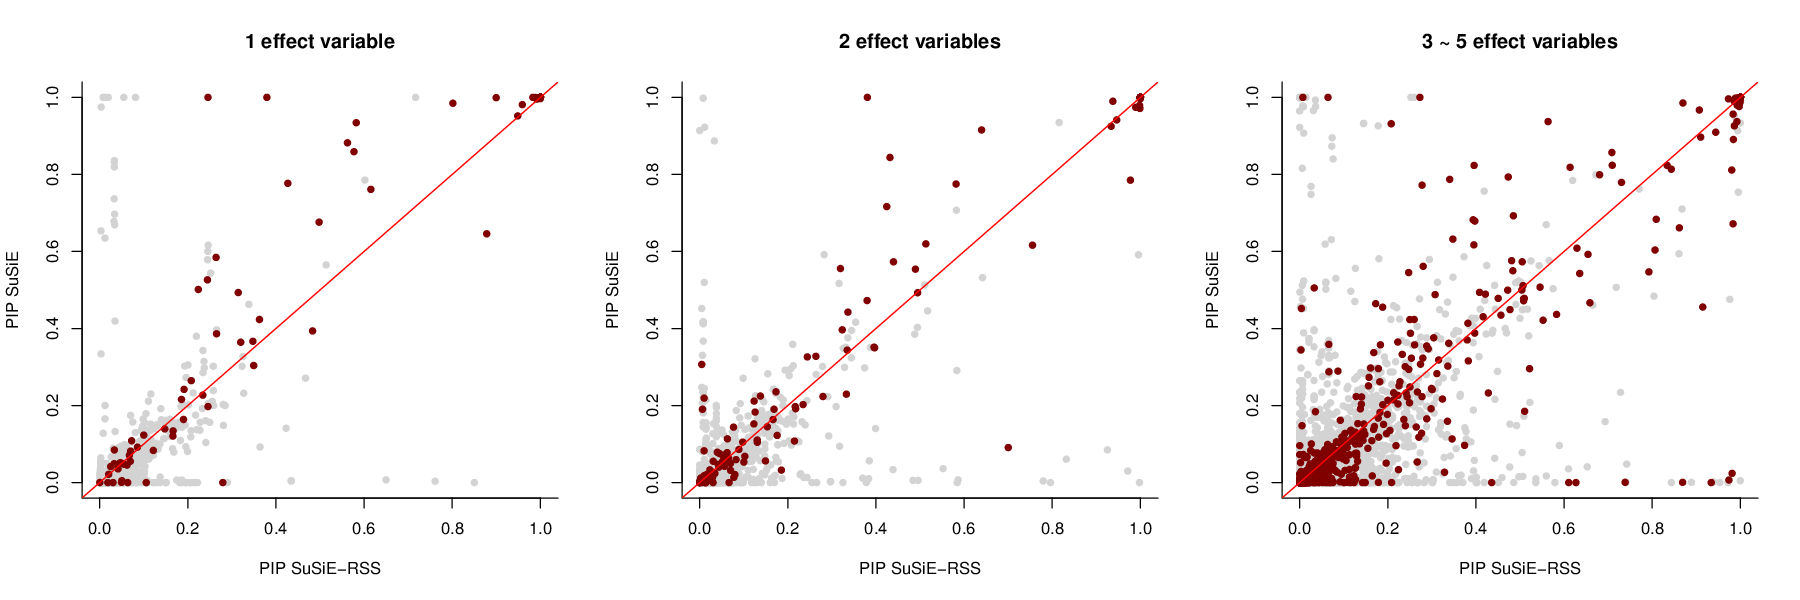 1 effect variable
PIP SuSiE
1.0
0.8
0.6
0.4
0.2
0.0
0.0 0.2 0.4 0.6 0.8 1.0
PIP SuSiE−RSS
2 effect variables
PIP SuSiE
1.0
0.8
0.6
0.4
0.2
0.0
0.0 0.2 0.4 0.6 0.8 1.0
PIP SuSiE−RSS
3 ~ 5 effect variables
PIP SuSiE
1.0
0.8
0.6
0.4
0.2
0.0
0.0 0.2 0.4 0.6 0.8 1.0
PIP SuSiE−RSS